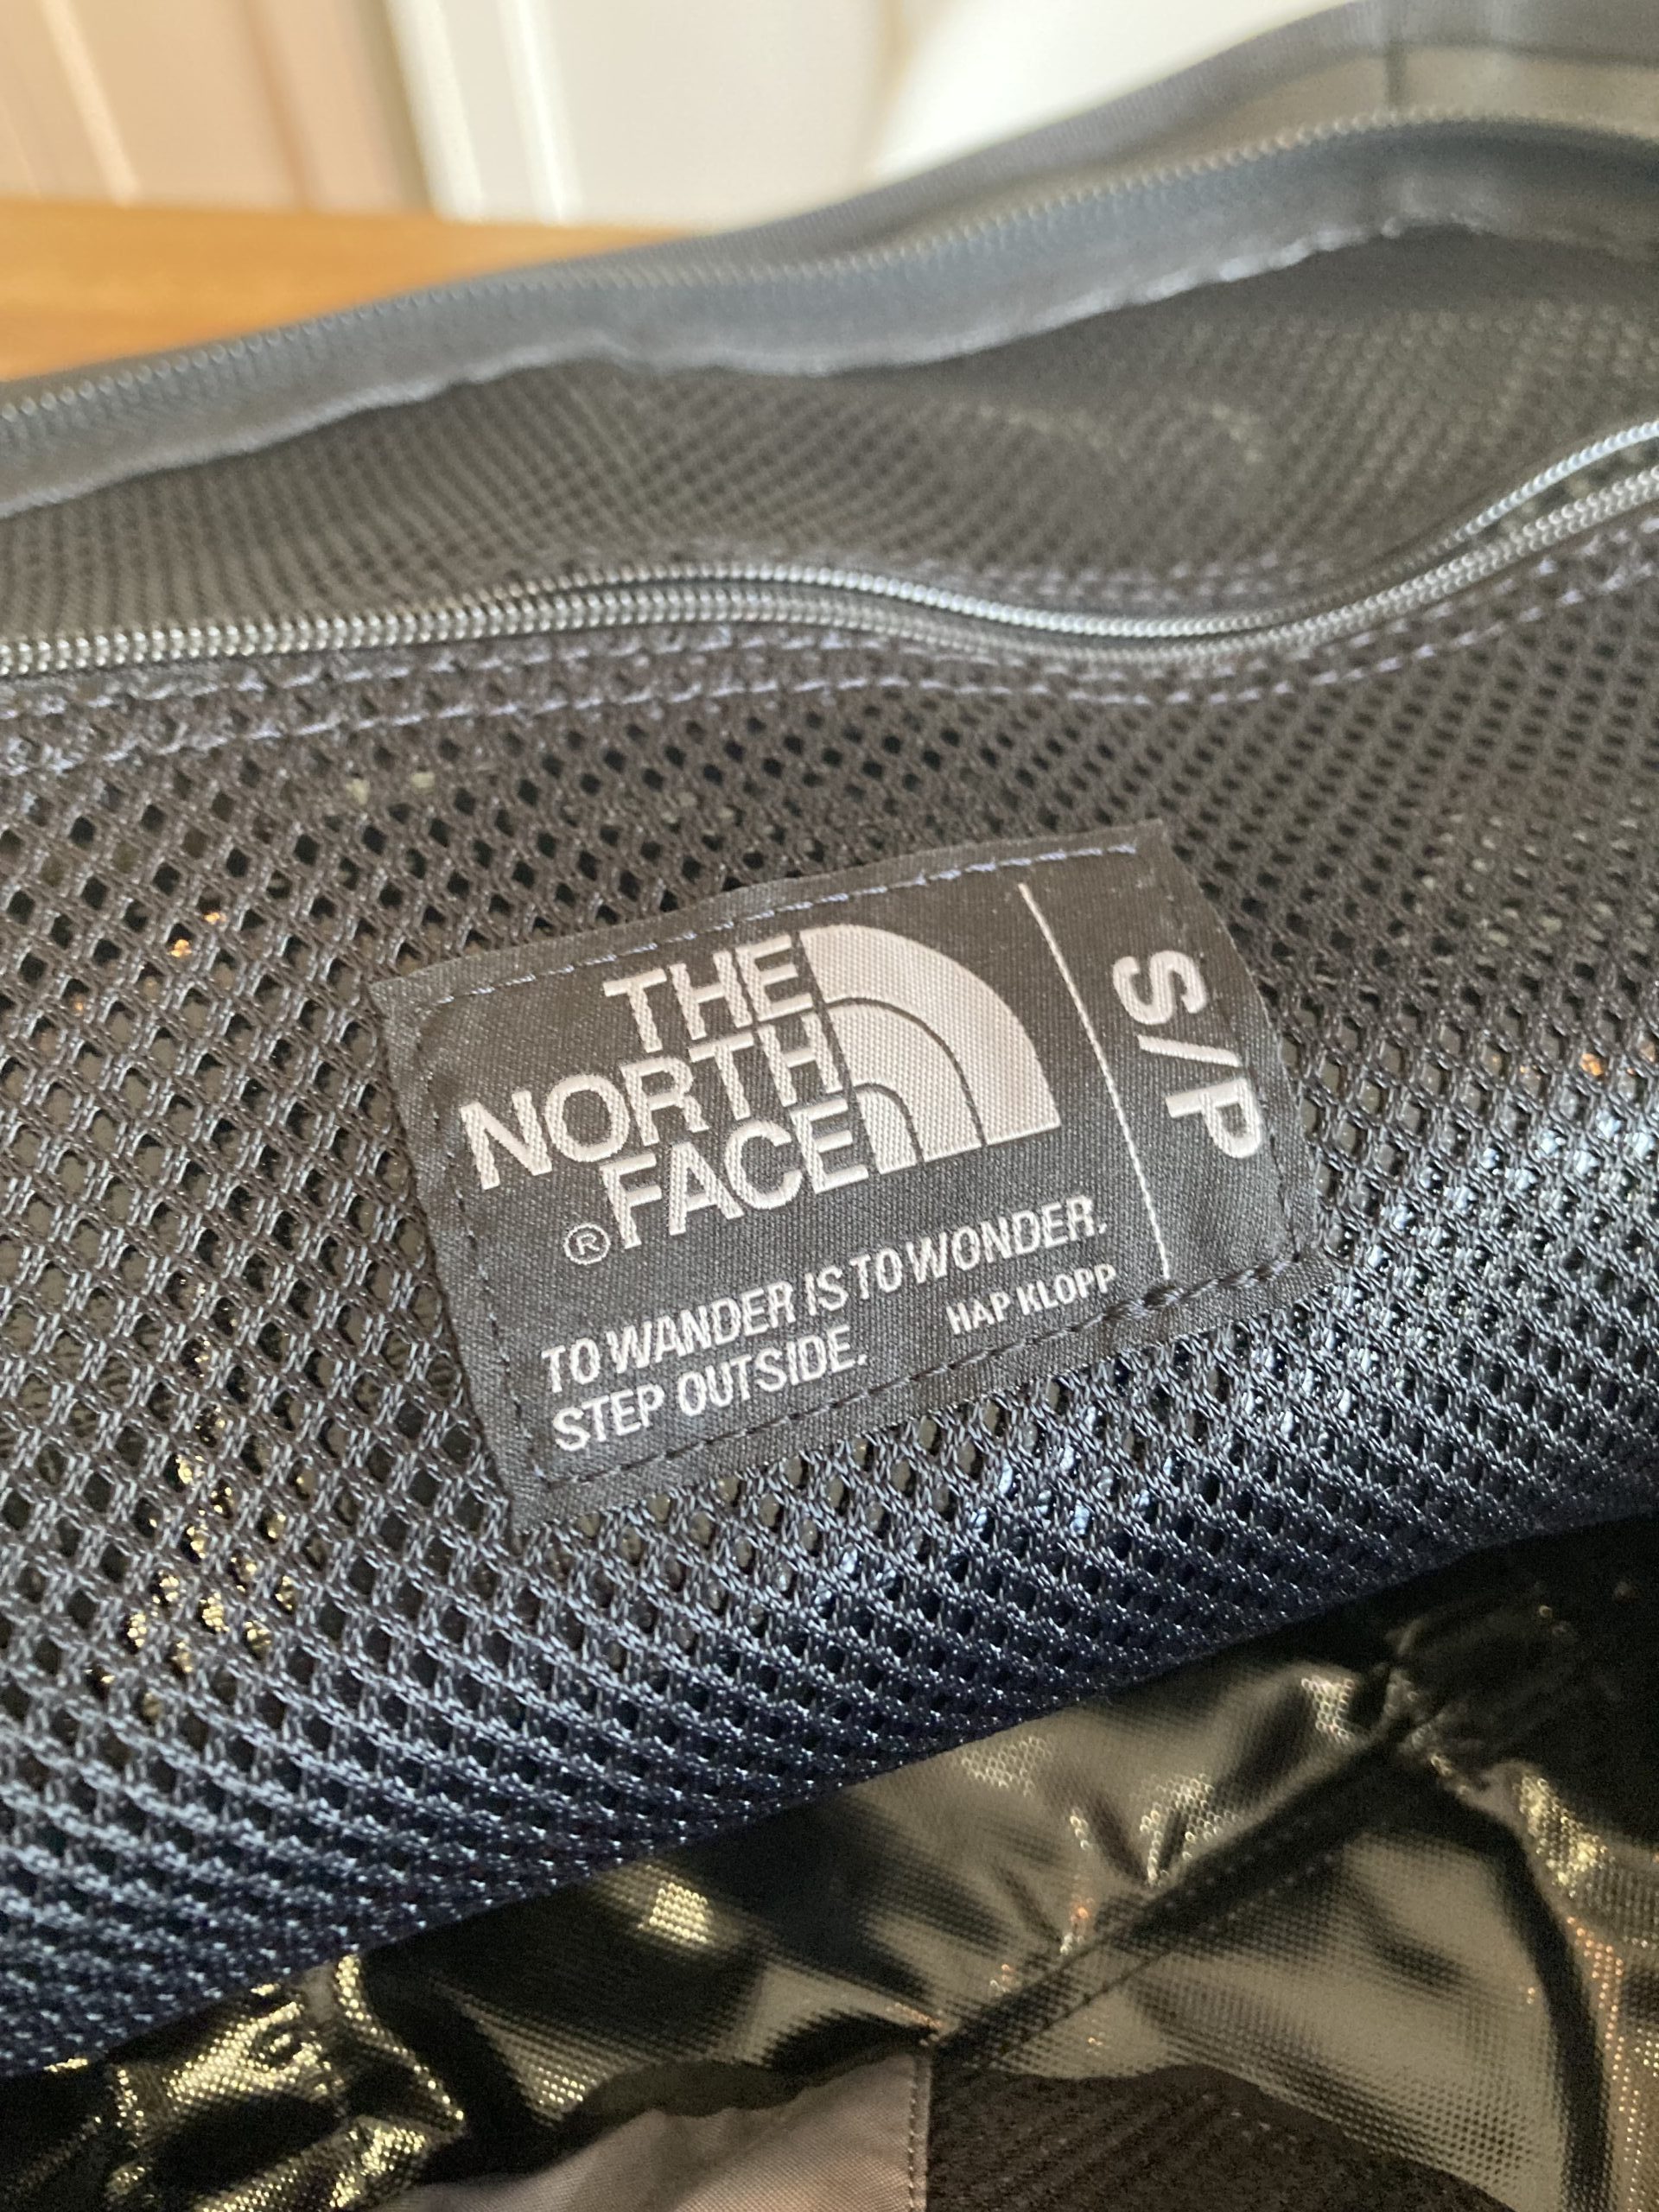 THE
NORTH
FACE
®
TO WANDER IS TO WONDER.
STEP OUTSIDE.
HAP KLOPP
S/P